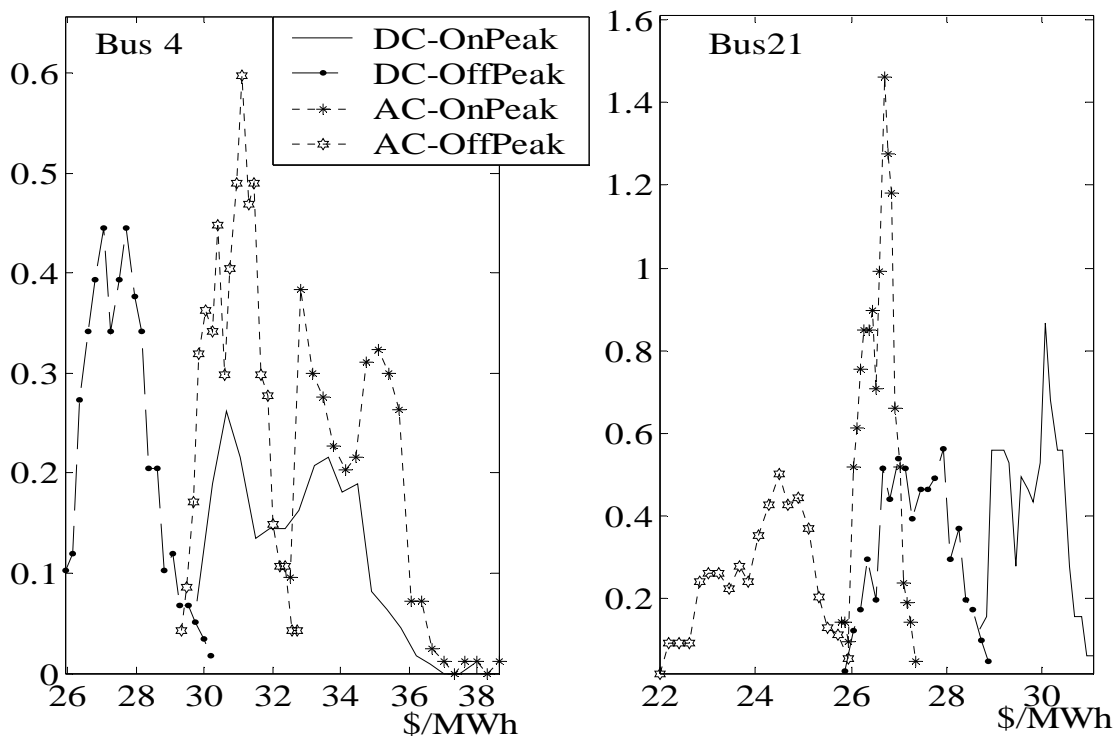 Bus 4
DC-OnPeak
DC-OffPeak
AC-OnPeak
AC-OffPeak
0.6
0.5
0.4
0.3
0.2
0.1
0
26 28 30 32 34 36 38
$/MWh
Bus21
1.6
1.4
1.2
1
0.8
0.6
0.4
0.2
22 24 26 28 30
$/MWh